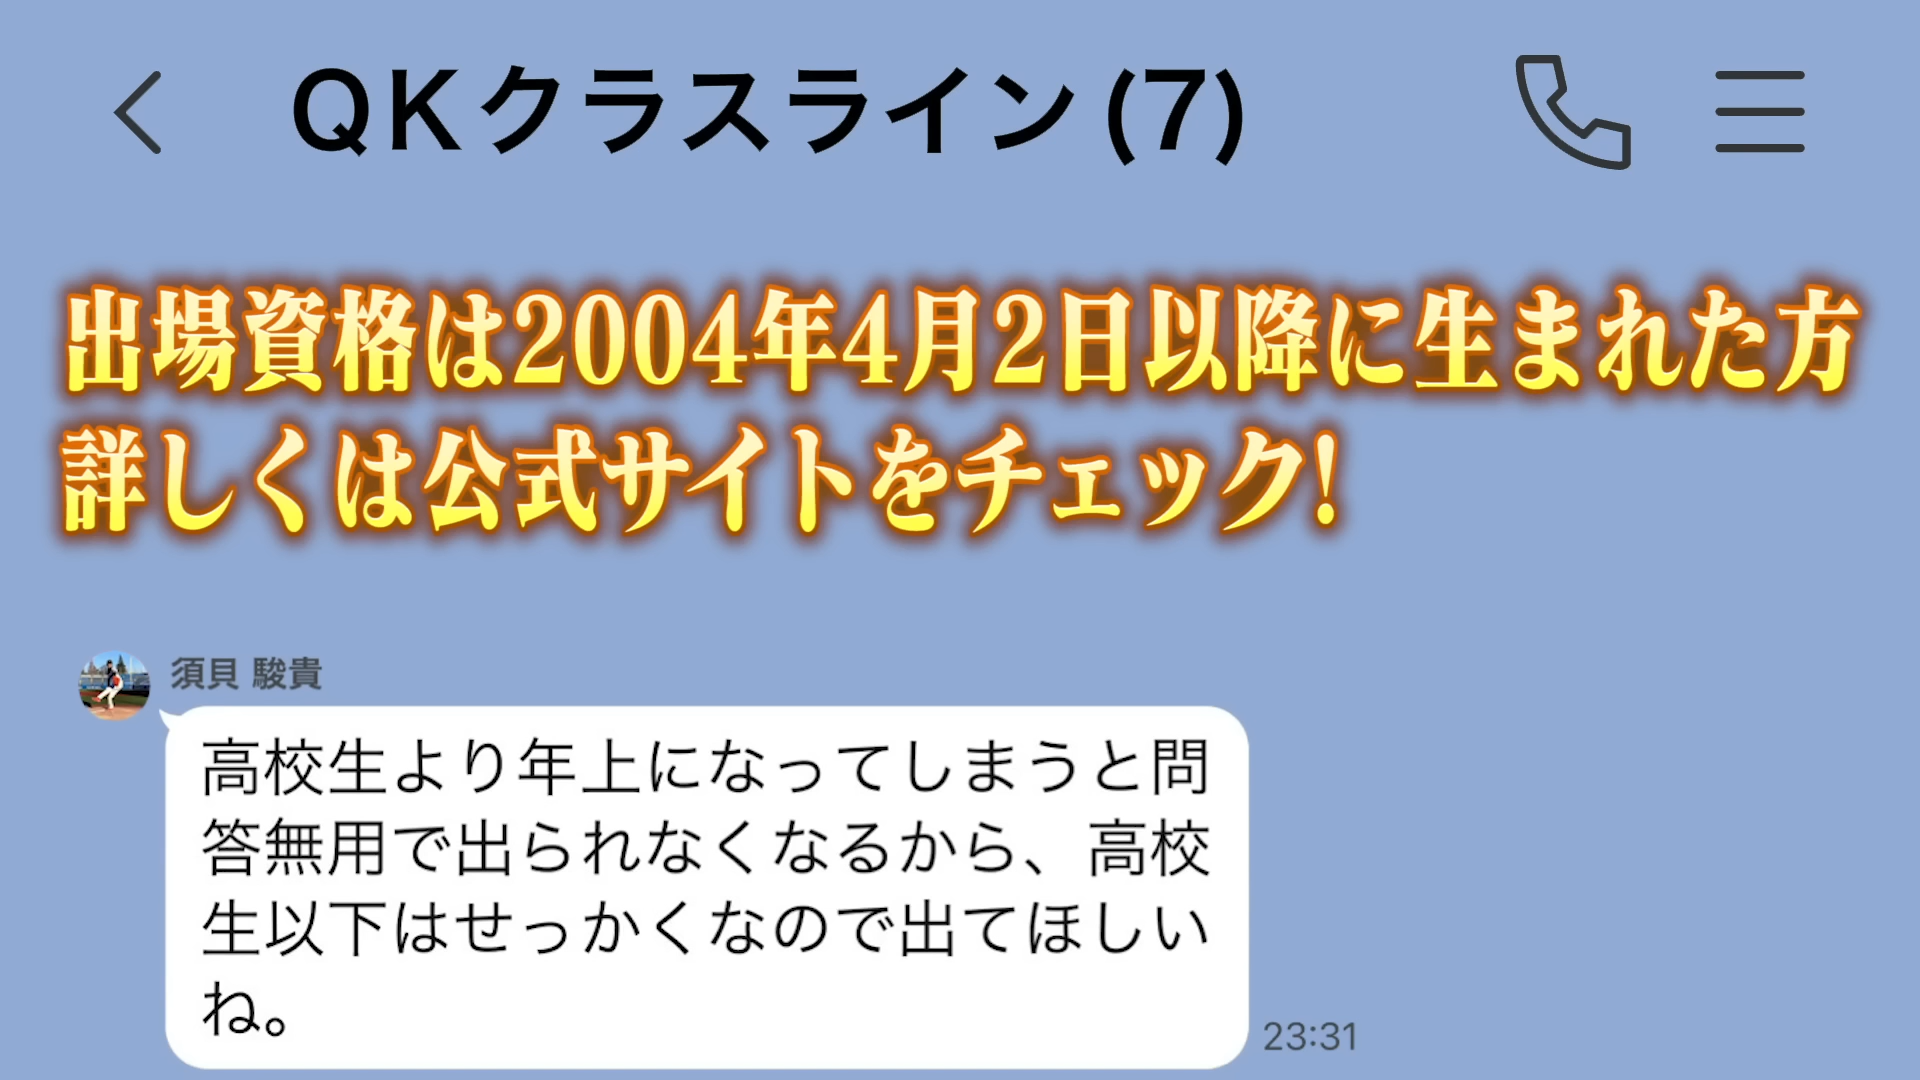 QKクラスライン(7)
出場資格は2004年4月2日以降に生まれた方
詳しくは公式サイトをチェック!
須貝 駿貴
高校生より年上になってしまうと問
答無用で出られなくなるから、高校
生以下はせっかくなので出てほしい
ね。
23:31